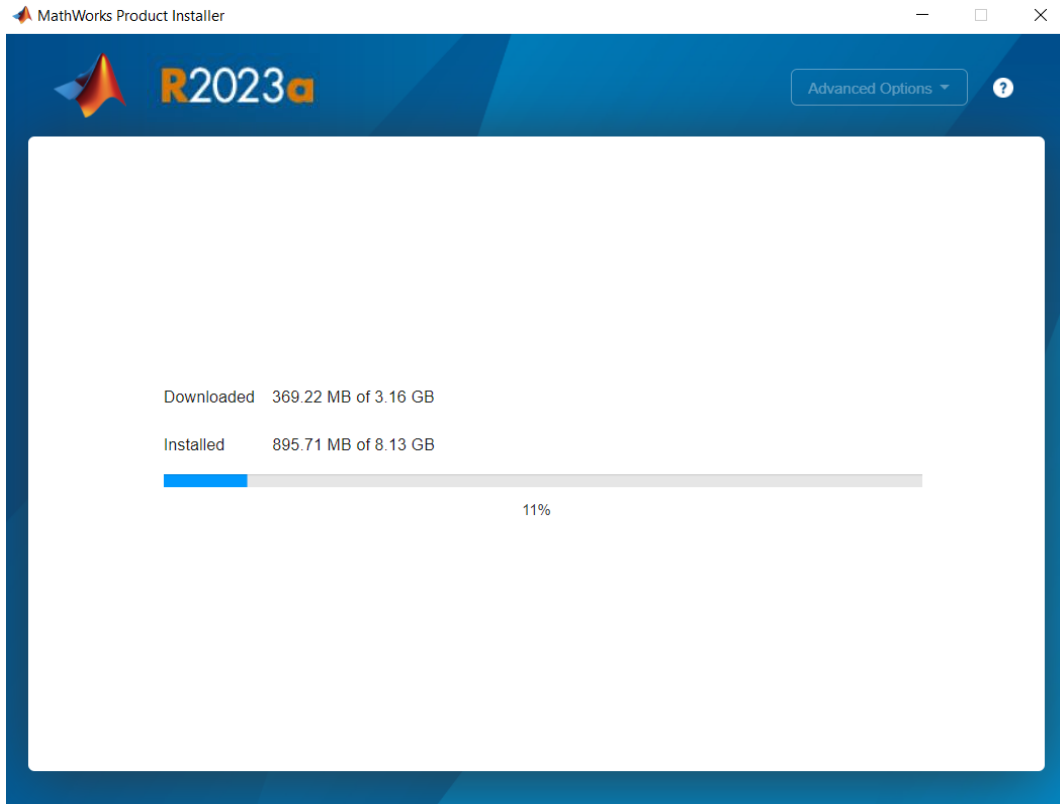 MathWorks Product Installer
R2023a
Advanced Options
?
Downloaded 369.22 MB of 3.16 GB
Installed 895.71 MB of 8.13 GB
11%